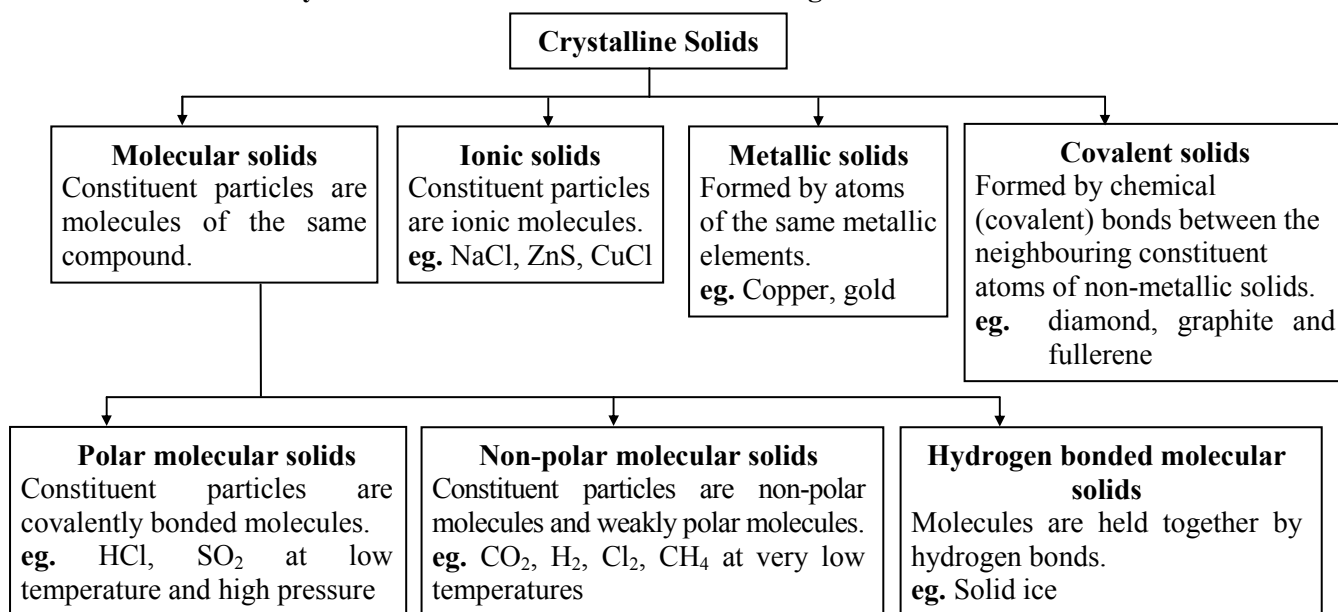 Crystalline Solids
Molecular solids
Constituent particles are
molecules of the same
compound.
Ionic solids
Constituent particles
are ionic molecules.
eg. NaCl, ZnS, CuCl
Metallic solids
Formed by atoms
of the same metallic
elements.
eg. Copper, gold
Covalent solids
Formed by chemical
(covalent) bonds between the
neighbouring constituent
atoms of non-metallic solids.
eg. diamond, graphite and
fullerene
Polar molecular solids
Constituent particles are
covalently bonded molecules.
eg. HCl, SO₂ at low
temperature and high pressure
Non-polar molecular solids
Constituent particles are non-polar
molecules and weakly polar molecules.
eg. CO₂, H₂, Cl₂, CH₄ at very low
temperatures
Hydrogen bonded molecular
solids
Molecules are held together by
hydrogen bonds.
eg. Solid ice